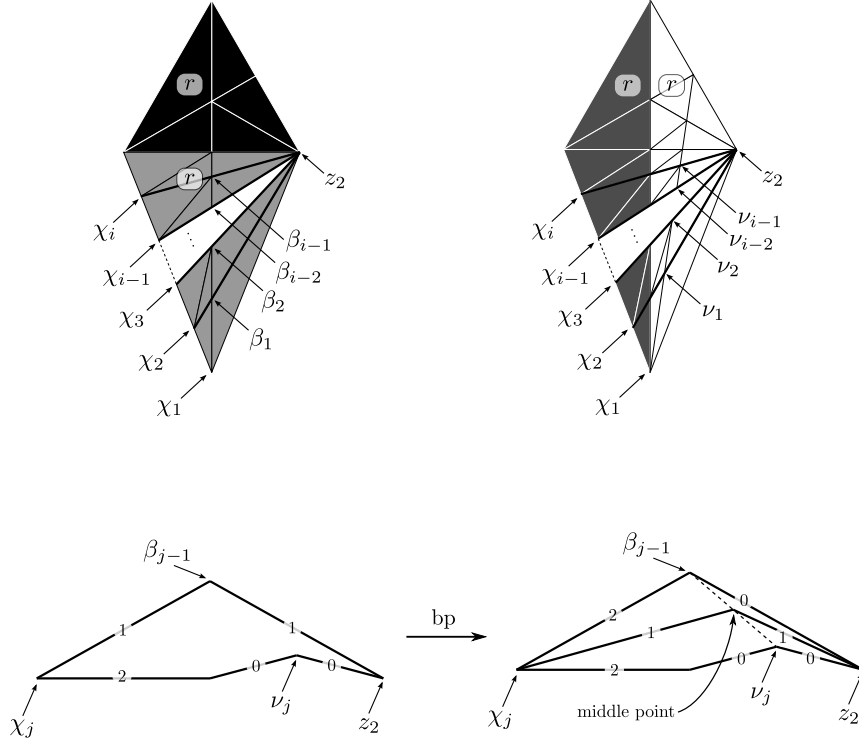 r
r
r
r
z₂
z₂
χᵢ
χᵢ₋₁
χ₃
χ₂
χ₁
βᵢ₋₁
βᵢ₋₂
β₂
β₁
χᵢ
χᵢ₋₁
χ₃
χ₂
χ₁
νᵢ₋₁
νᵢ₋₂
ν₂
ν₁
βⱼ₋₁
1
1
2
0
0
νⱼ
χⱼ
z₂
bp
βⱼ₋₁
0
2
1
1
2
0
0
νⱼ
χⱼ
middle point
z₂